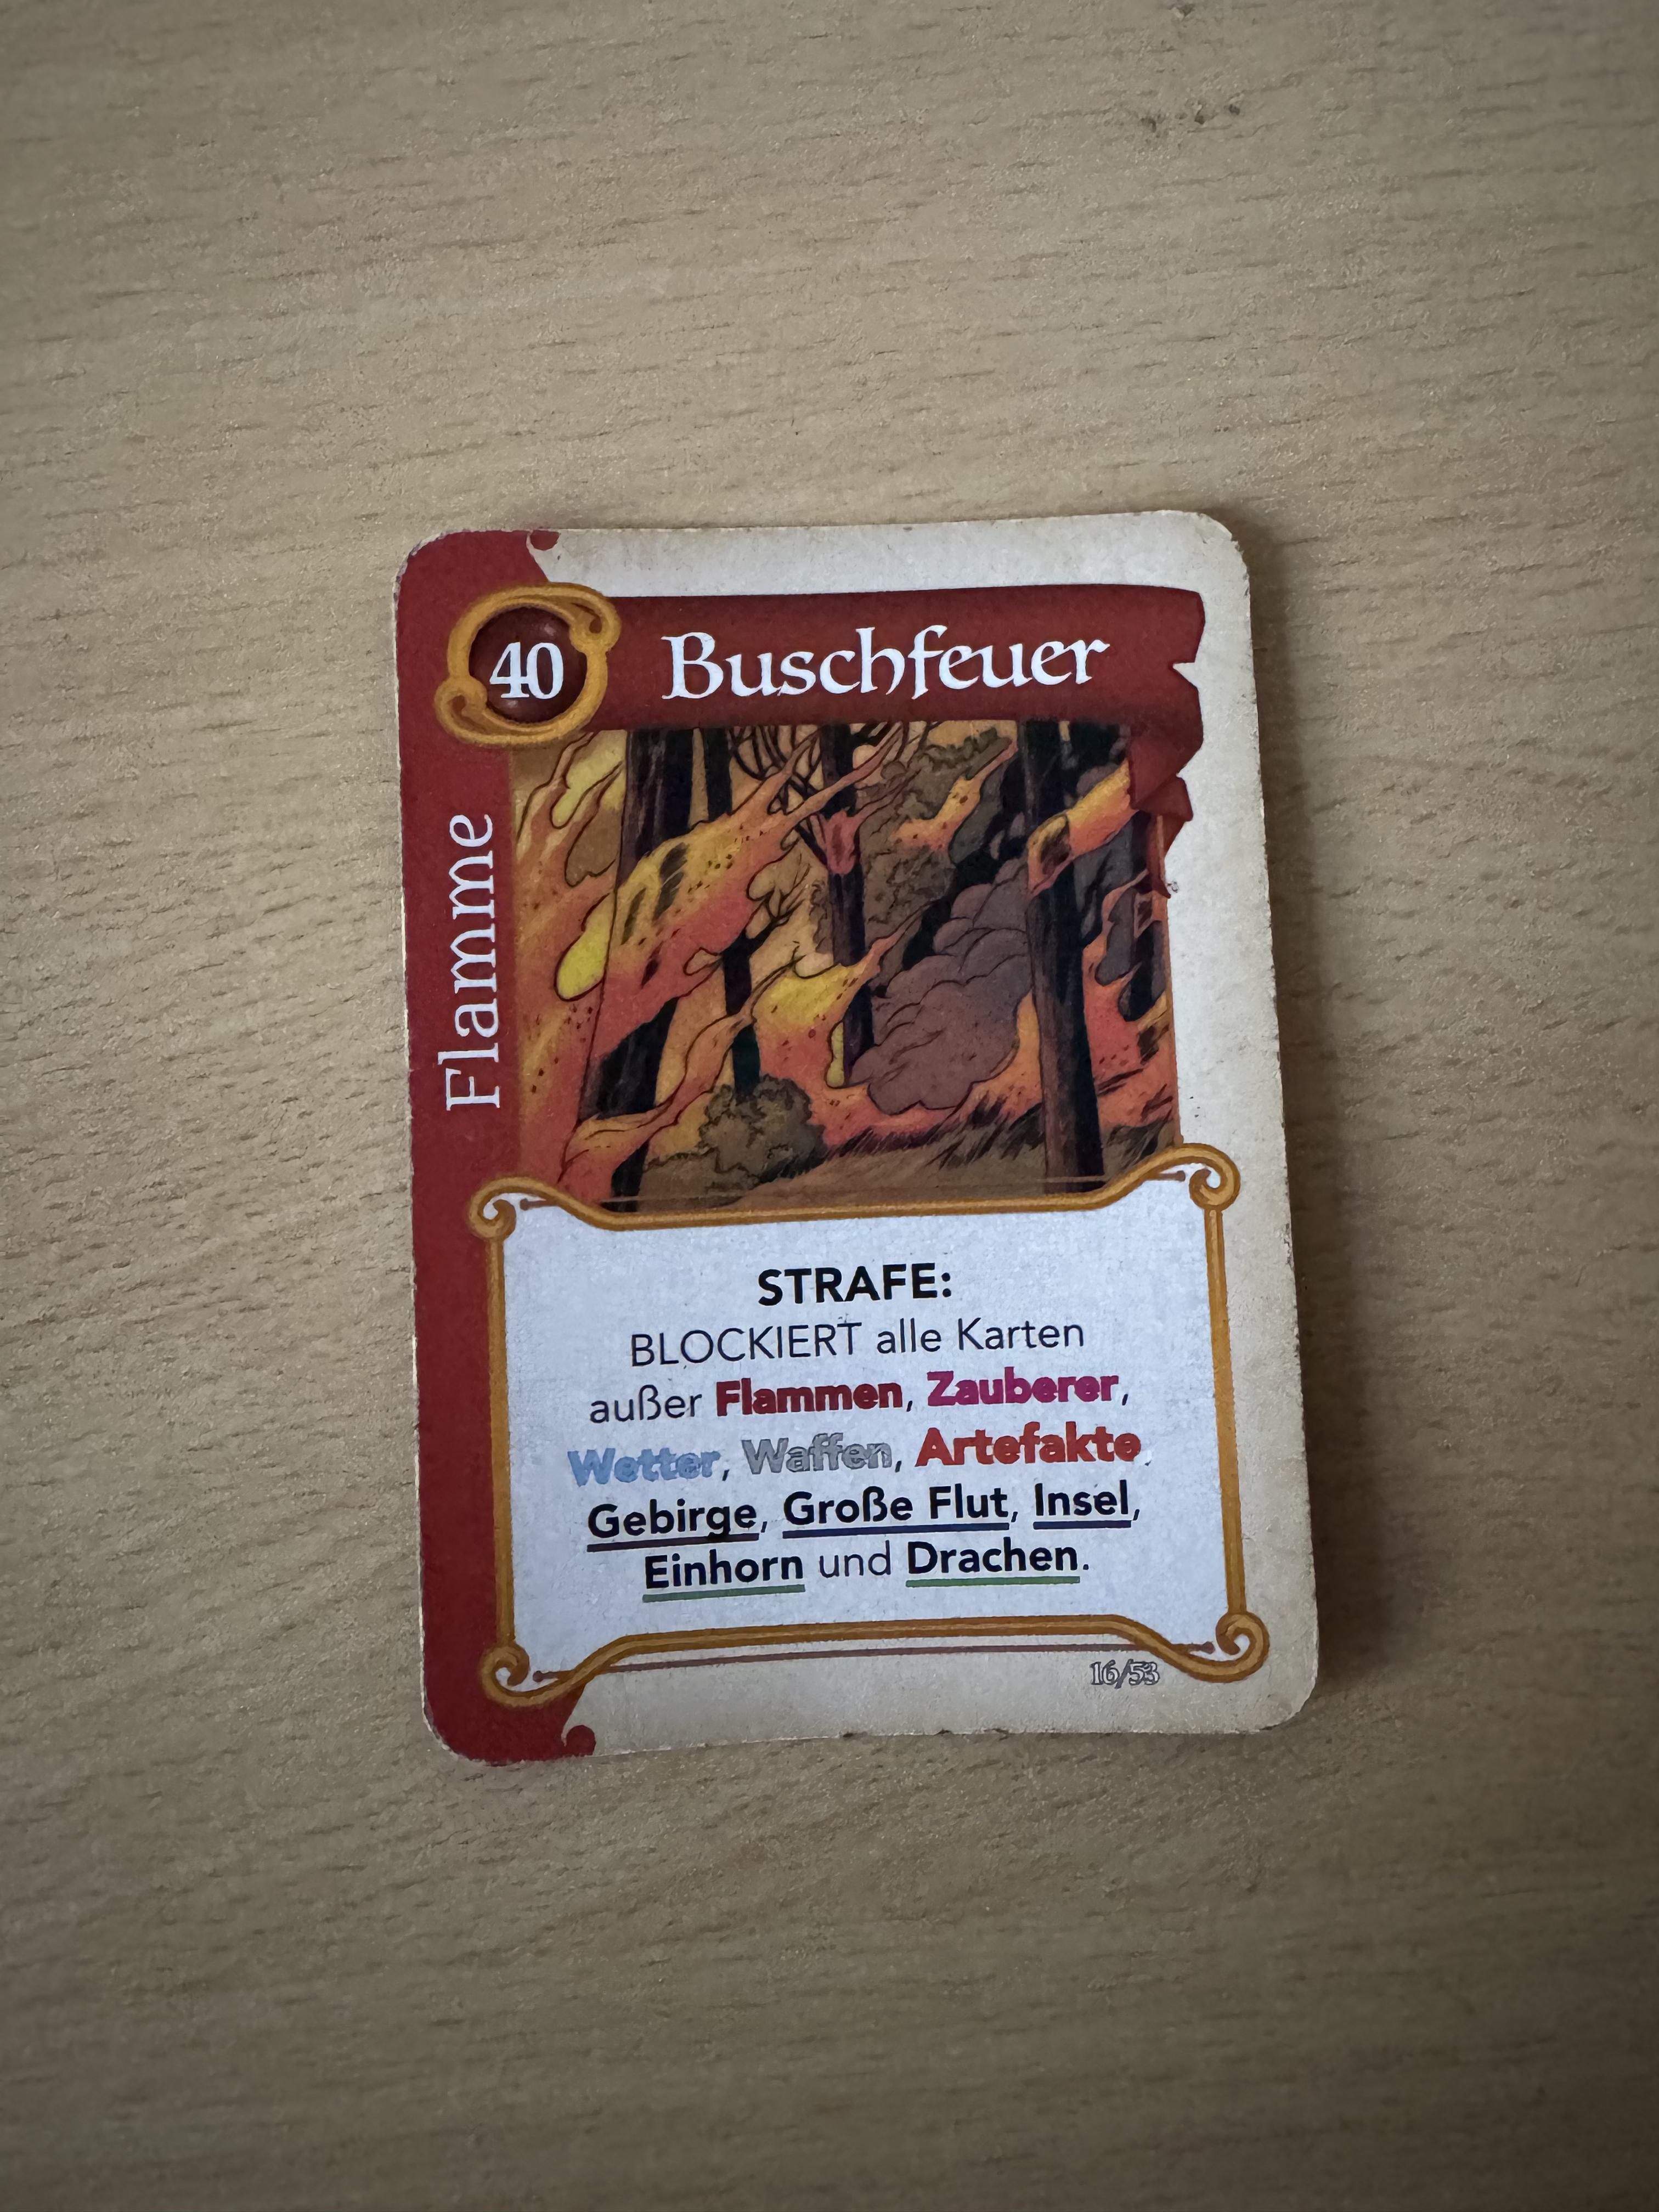 40
Buschfeuer
Flamme
STRAFE:
BLOCKIERT alle Karten
außer Flammen, Zauberer,
Wetter, Waffen, Artefakte,
Gebirge, Große Flut, Insel,
Einhorn und Drachen.
16/53